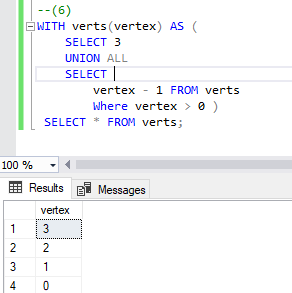 --(6)
WITH verts(vertex) AS (
SELECT 3
UNION ALL
SELECT
vertex - 1 FROM verts
Where vertex > 0 )
SELECT * FROM verts;
100 %
Results Messages
vertex
1 3
2 2
3 1
4 0